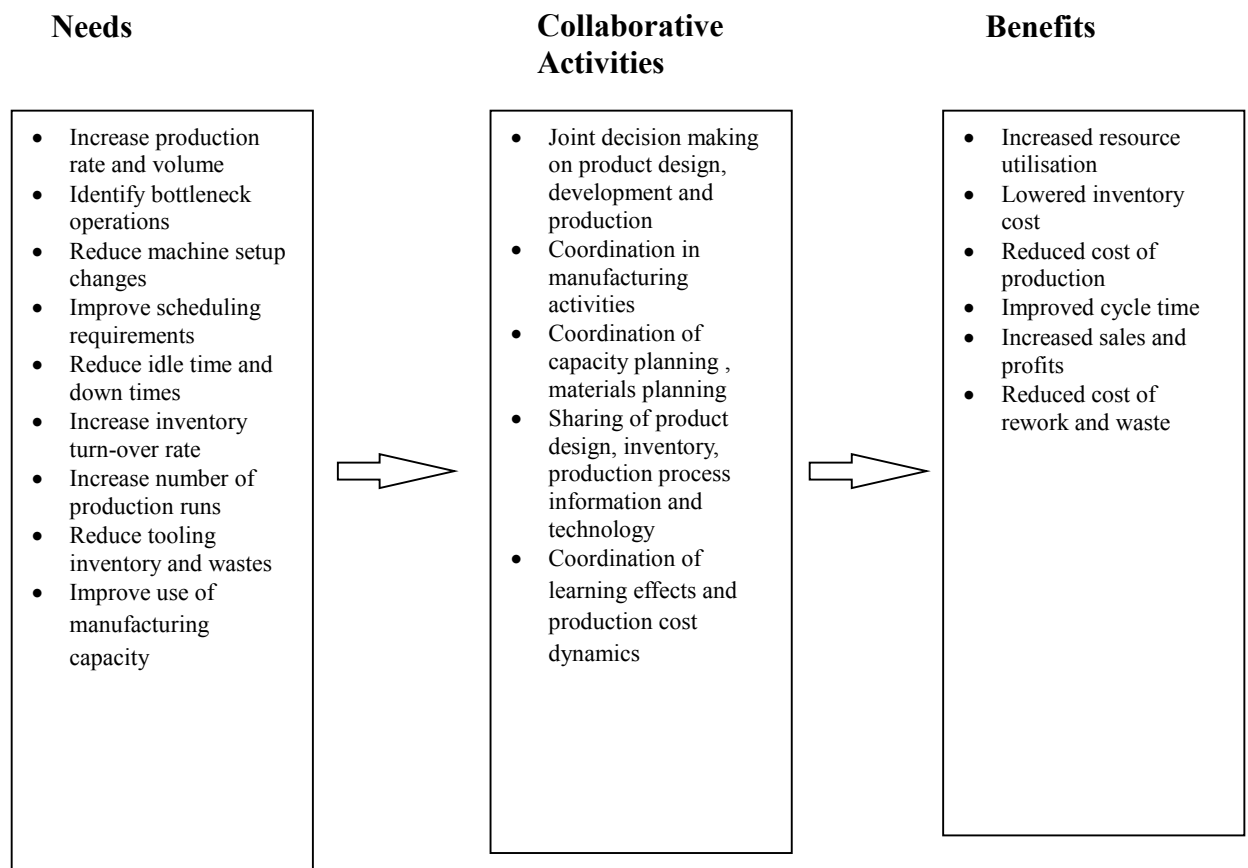 Needs
• Increase production
rate and volume
• Identify bottleneck
operations
• Reduce machine setup
changes
• Improve scheduling
requirements
• Reduce idle time and
down times
• Increase inventory
turn-over rate
• Increase number of
production runs
• Reduce tooling
inventory and wastes
• Improve use of
manufacturing
capacity
Collaborative
Activities
• Joint decision making
on product design,
development and
production
• Coordination in
manufacturing
activities
• Coordination of
capacity planning ,
materials planning
• Sharing of product
design, inventory,
production process
information and
technology
• Coordination of
learning effects and
production cost
dynamics
Benefits
• Increased resource
utilisation
• Lowered inventory
cost
• Reduced cost of
production
• Improved cycle time
• Increased sales and
profits
• Reduced cost of
rework and waste